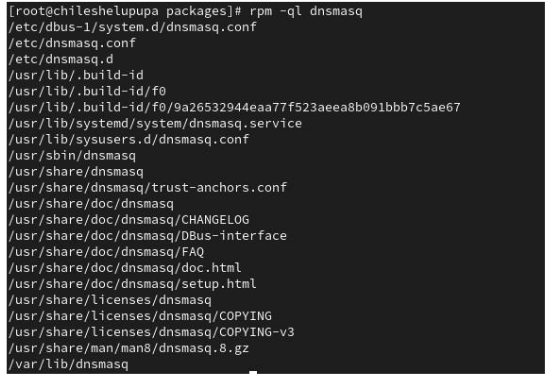 [root@chileshelupupa packages]# rpm -ql dnsmasq
/etc/dbus-1/system.d/dnsmasq.conf
/etc/dnsmasq.conf
/etc/dnsmasq.d
/usr/lib/.build-id
/usr/lib/.build-id/f0
/usr/lib/.build-id/f0/9a26532944eaa77f523aeea8b091bbb7c5ae67
/usr/lib/systemd/system/dnsmasq.service
/usr/lib/sysusers.d/dnsmasq.conf
/usr/sbin/dnsmasq
/usr/share/dnsmasq
/usr/share/dnsmasq/trust-anchors.conf
/usr/share/doc/dnsmasq
/usr/share/doc/dnsmasq/CHANGELOG
/usr/share/doc/dnsmasq/DBus-interface
/usr/share/doc/dnsmasq/FAQ
/usr/share/doc/dnsmasq/doc.html
/usr/share/doc/dnsmasq/setup.html
/usr/share/licenses/dnsmasq
/usr/share/licenses/dnsmasq/COPYING
/usr/share/licenses/dnsmasq/COPYING-v3
/usr/share/man/man8/dnsmasq.8.gz
/var/lib/dnsmasq